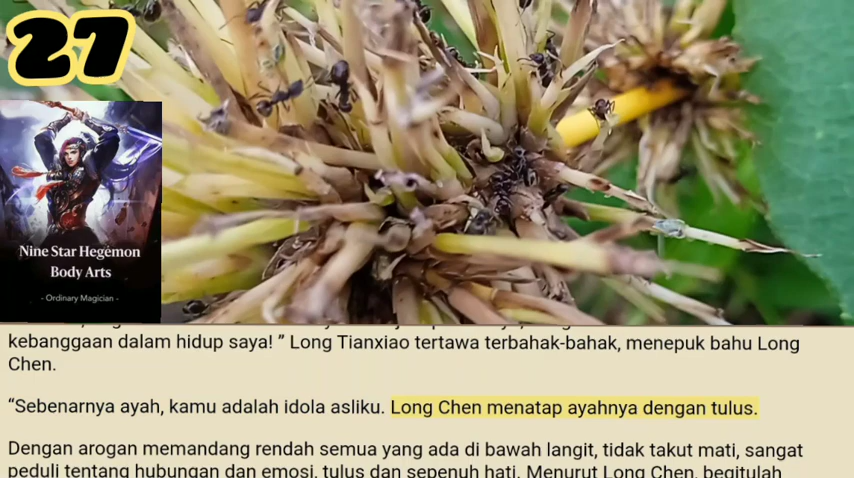 27
Nine Star Hegemon
Body Arts
- Ordinary Magician -
kebanggaan dalam hidup saya! ” Long Tianxiao tertawa terbahak-bahak, menepuk bahu Long
Chen.
“Sebenarnya ayah, kamu adalah idola asliku. Long Chen menatap ayahnya dengan tulus.
Dengan arogan memandang rendah semua yang ada di bawah langit, tidak takut mati, sangat
peduli tentang hubungan dan emosi, tulus dan sepenuh hati. Menurut Long Chen, begitulah